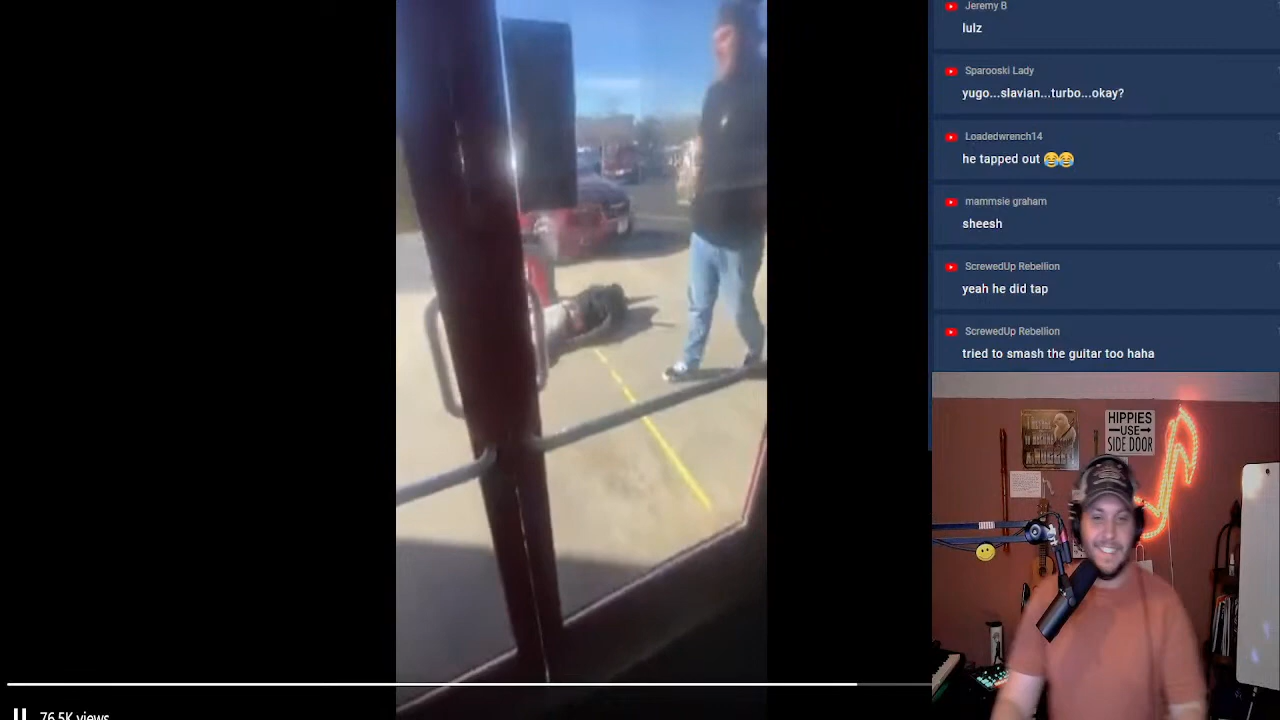 Jeremy B
lulz
Sparooski Lady
yugo...slavian...turbo...okay?
Loadedwrench14
he tapped out 😂😂
mammsie graham
sheesh
ScrewedUp Rebellion
yeah he did tap
ScrewedUp Rebellion
tried to smash the guitar too haha
HIPPIES
USE
SIDE DOOR
A NUGGET
76.5K views